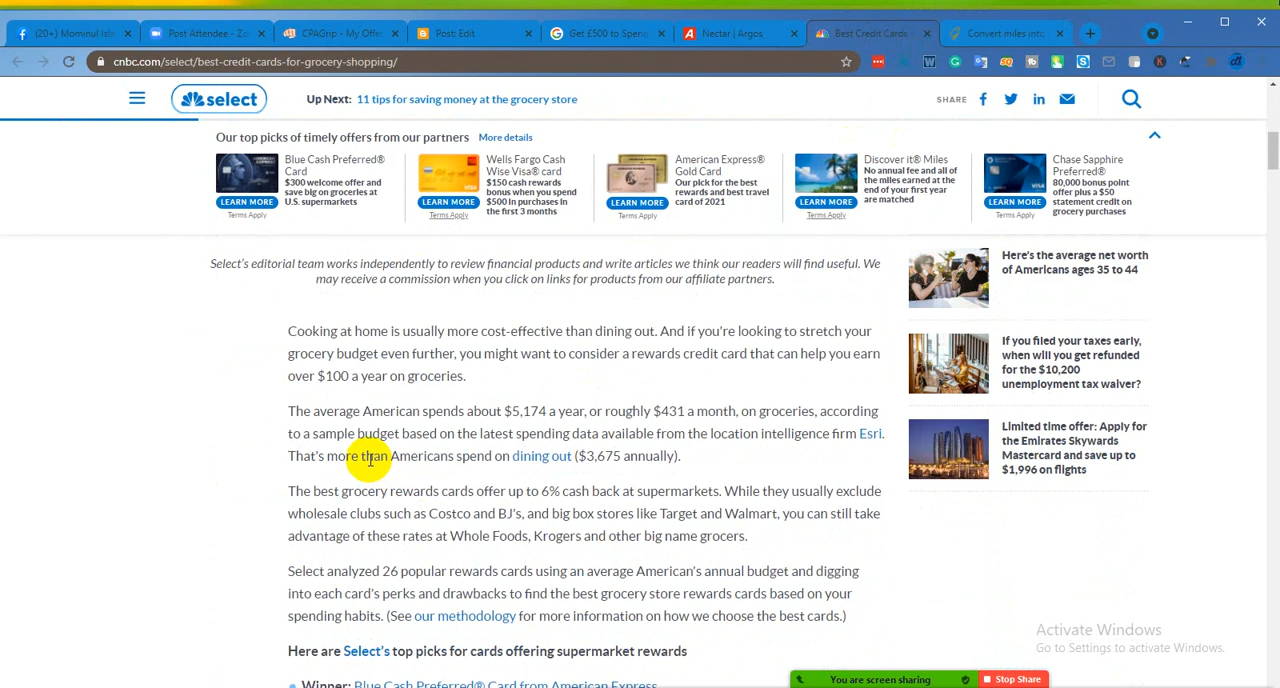 (20+) Mominul Isl
Post Attendee - Zo
CPAGrip - My Offe
Post: Edit
Get £500 to Spend
Nectar | Argos
Best Credit Cards
Convert miles into
cnbc.com/select/best-credit-cards-for-grocery-shopping/
select
Up Next: 11 tips for saving money at the grocery store
SHARE
Our top picks of timely offers from our partners More details
Blue Cash Preferred®
Card
$300 welcome offer and
save big on groceries at
U.S. supermarkets
LEARN MORE
Terms Apply
Wells Fargo Cash
Wise Visa® card
$150 cash rewards
bonus when you spend
$500 in purchases in
the first 3 months
LEARN MORE
Terms Apply
American Express®
Gold Card
Our pick for the best
rewards and best travel
card of 2021
LEARN MORE
Terms Apply
Discover it® Miles
No annual fee and all of
the miles earned at the
end of your first year
are matched
LEARN MORE
Terms Apply
Chase Sapphire
Preferred®
80,000 bonus point
offer plus a $50
statement credit on
grocery purchases
LEARN MORE
Terms Apply
Select's editorial team works independently to review financial products and write articles we think our readers will find useful. We
may receive a commission when you click on links for products from our affiliate partners.
Cooking at home is usually more cost-effective than dining out. And if you're looking to stretch your
grocery budget even further, you might want to consider a rewards credit card that can help you earn
over $100 a year on groceries.
The average American spends about $5,174 a year, or roughly $431 a month, on groceries, according
to a sample budget based on the latest spending data available from the location intelligence firm Esri.
That's more than Americans spend on dining out ($3,675 annually).
The best grocery rewards cards offer up to 6% cash back at supermarkets. While they usually exclude
wholesale clubs such as Costco and BJ's, and big box stores like Target and Walmart, you can still take
advantage of these rates at Whole Foods, Krogers and other big name grocers.
Select analyzed 26 popular rewards cards using an average American's annual budget and digging
into each card's perks and drawbacks to find the best grocery store rewards cards based on your
spending habits. (See our methodology for more information on how we choose the best cards.)
Here are Select's top picks for cards offering supermarket rewards
Winner: Blue Cash Preferred® Card from American Express
Here's the average net worth
of Americans ages 35 to 44
If you filed your taxes early,
when will you get refunded
for the $10,200
unemployment tax waiver?
Limited time offer: Apply for
the Emirates Skywards
Mastercard and save up to
$1,996 on flights
Activate Windows
Go to Settings to activate Windows.
You are screen sharing
Stop Share